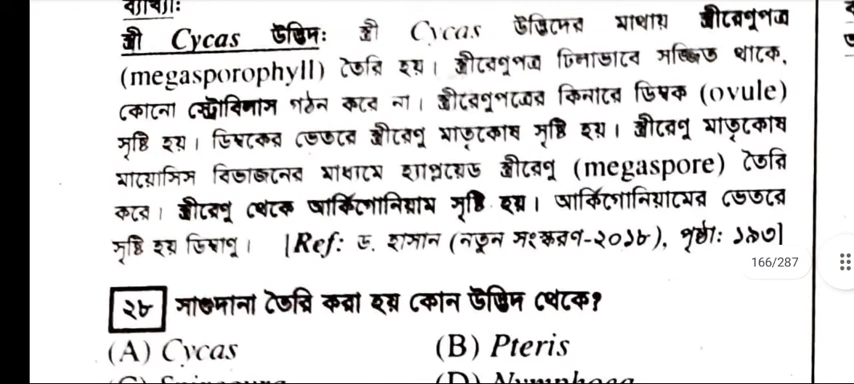 ব্যাখ্যা:
স্ত্রী Cycas উদ্ভিদ: স্ত্রী Cycas উদ্ভিদের মাথায় স্ত্রীরেণুপত্র
(megasporophyll) তৈরি হয়। স্ত্রীরেণুপত্র ঢিলাভাবে সজ্জিত থাকে,
কোনো স্ট্রোবিলাস গঠন করে না। স্ত্রীরেণুপত্রের কিনারে ডিম্বক (ovule)
সৃষ্টি হয়। ডিম্বকের ভেতরে স্ত্রীরেণু মাতৃকোষ সৃষ্টি হয়। স্ত্রীরেণু মাতৃকোষ
মায়োসিস বিভাজনের মাধ্যমে হ্যাপ্লয়েড স্ত্রীরেণু (megaspore) তৈরি
করে। স্ত্রীরেণু থেকে আর্কিগোনিয়াম সৃষ্টি হয়। আর্কিগোনিয়ামের ভেতরে
সৃষ্টি হয় ডিম্বাণু। [Ref: ড. হাসান (নতুন সংস্করণ-২০১৮), পৃষ্ঠা: ১৯৩]
166/287
২৮ সাগুদানা তৈরি করা হয় কোন উদ্ভিদ থেকে?
(A) Cycas (B) Pteris
(D) Nymphaea